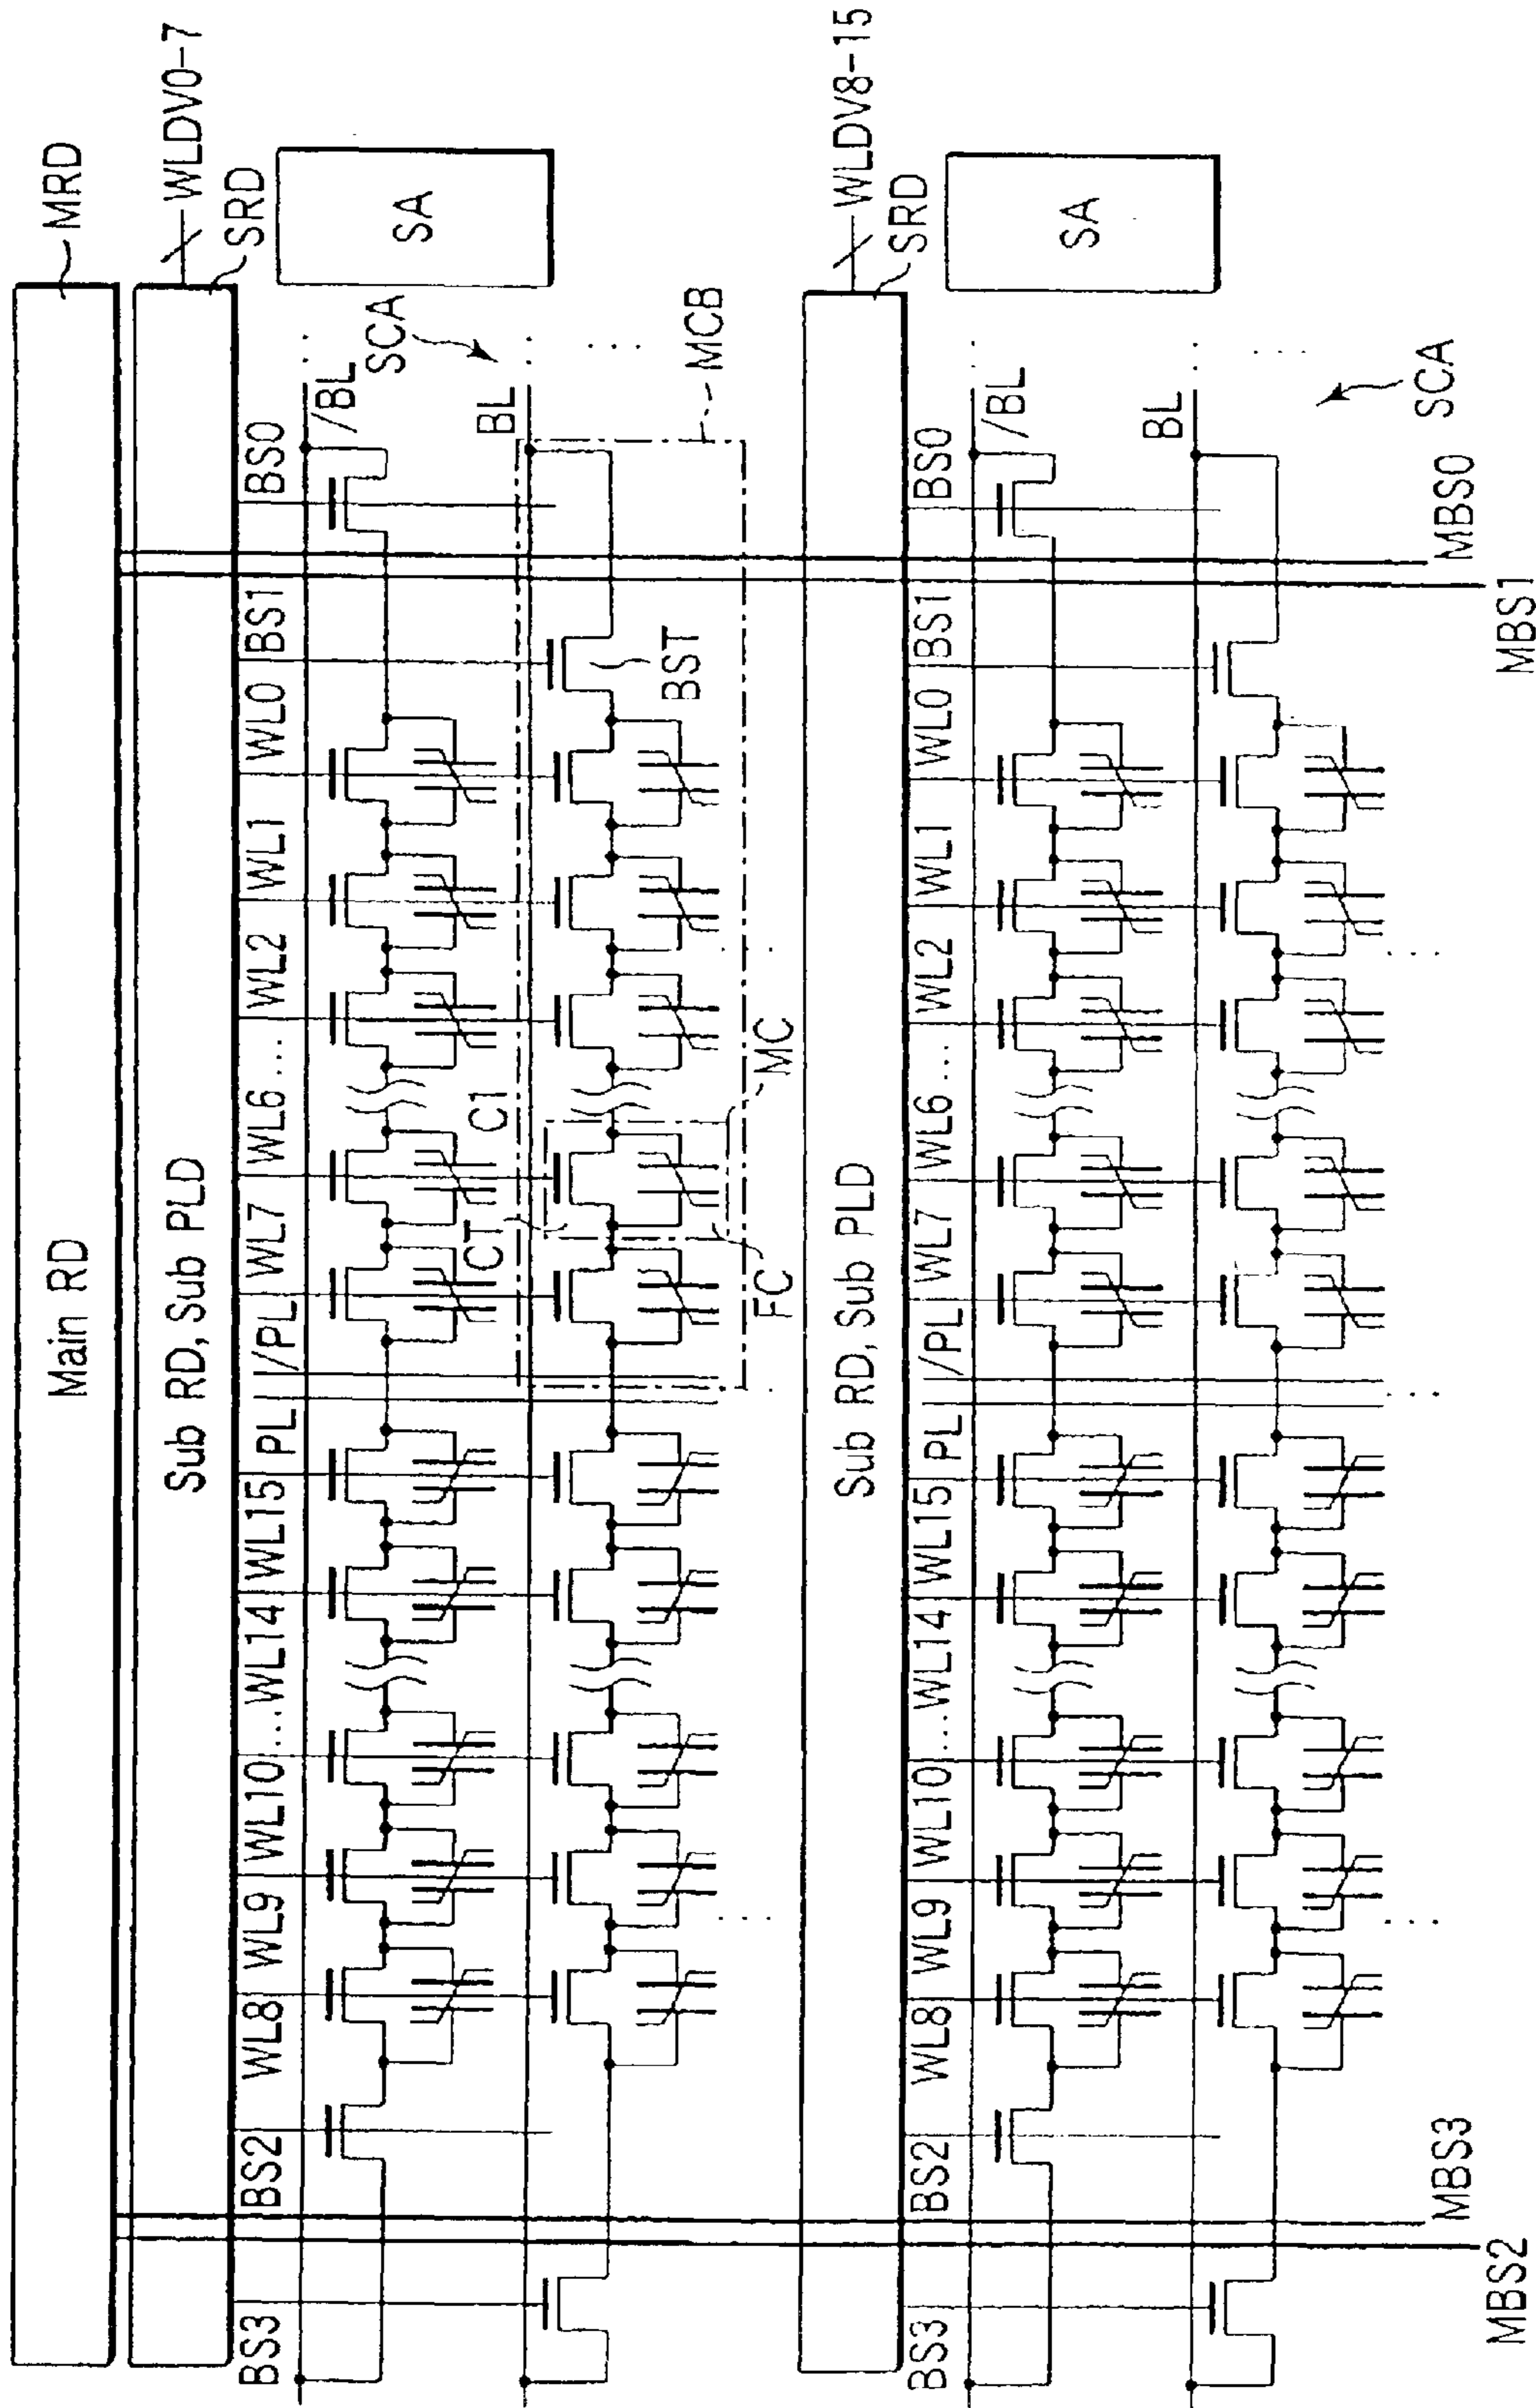 Main RD
MRD
Sub RD, Sub PLD
WLDV0-7
SRD
BS3 BS2 WL8 WL9 WL10 ... WL14 WL15 PL /PL WL7 WL6 ... WL2 WL1 WL0 BS1 BS0
/BL
SA
SCA
CT
C1
BL
BST
FC
MC
MCB
Sub RD, Sub PLD
WLDV8-15
SRD
BS3 BS2 WL8 WL9 WL10 ... WL14 WL15 PL /PL WL7 WL6 ... WL2 WL1 WL0 BS1 BS0
/BL
SA
BL
SCA
MBS2
MBS3
MBS1
MBS0